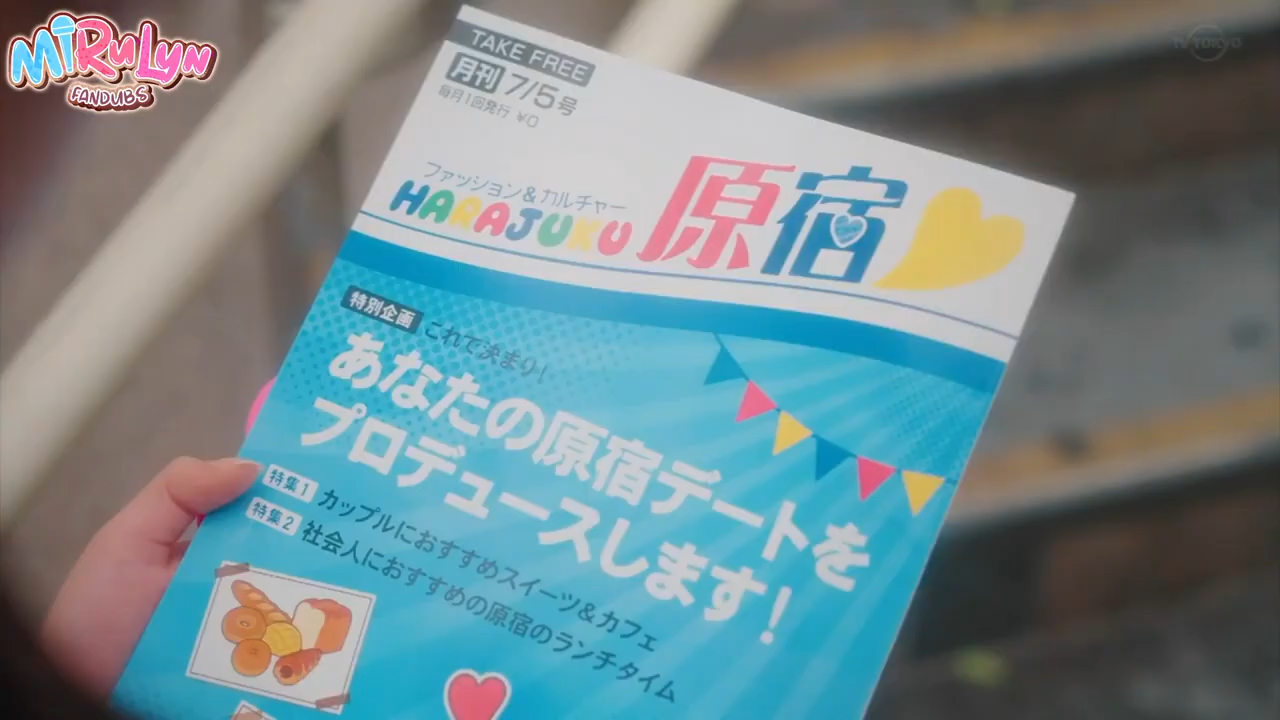 MiRuLyn
FANDUBS
TV TOKYO
TAKE FREE
月刊 7/5号
毎月1回発行 ¥0
ファッション&カルチャー
HARAJUKU 原宿
特別企画 これで決まり!
あなたの原宿デートを
プロデュースします!
特集1 カップルにおすすめスイーツ&カフェ
特集2 社会人におすすめの原宿のランチタイム